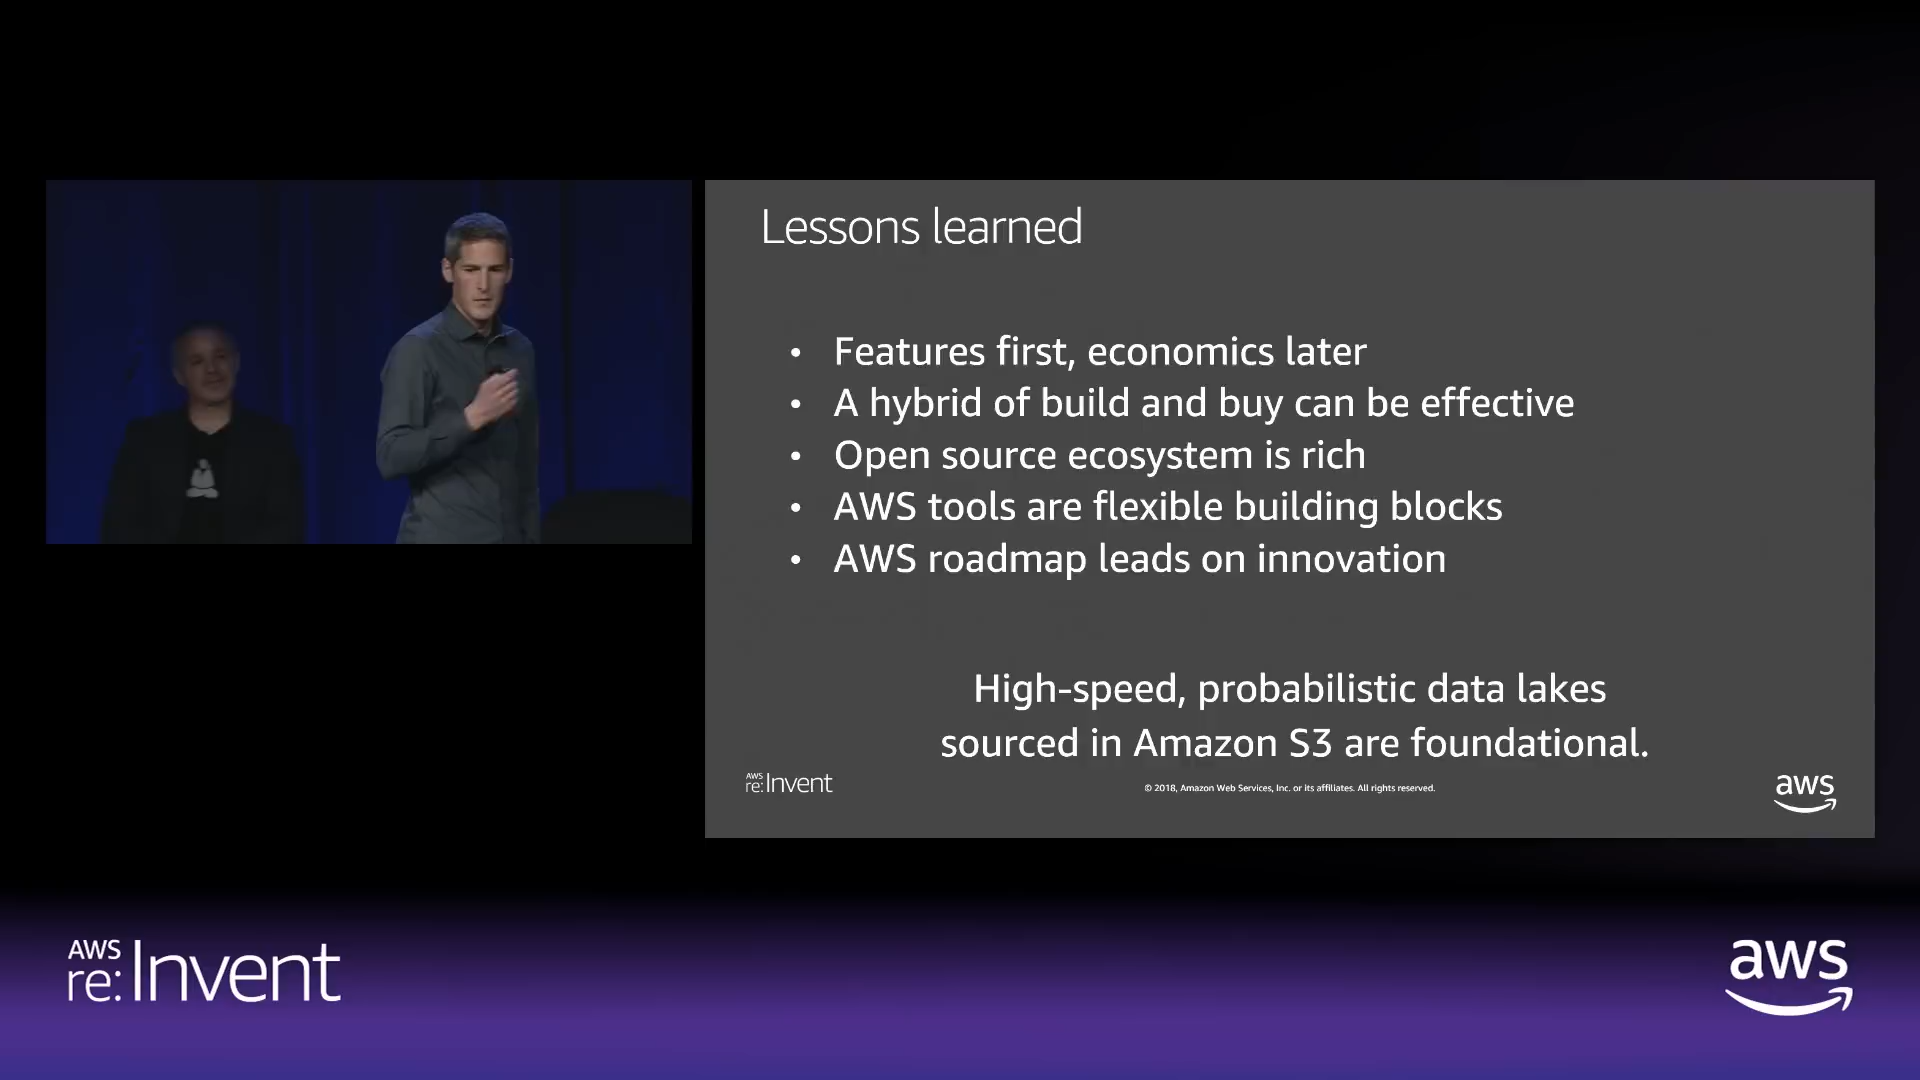 Lessons learned
• Features first, economics later
• A hybrid of build and buy can be effective
• Open source ecosystem is rich
• AWS tools are flexible building blocks
• AWS roadmap leads on innovation
High-speed, probabilistic data lakes
sourced in Amazon S3 are foundational.
AWS
re:Invent
© 2018, Amazon Web Services, Inc. or its affiliates. All rights reserved.
aws
AWS
re:Invent
aws